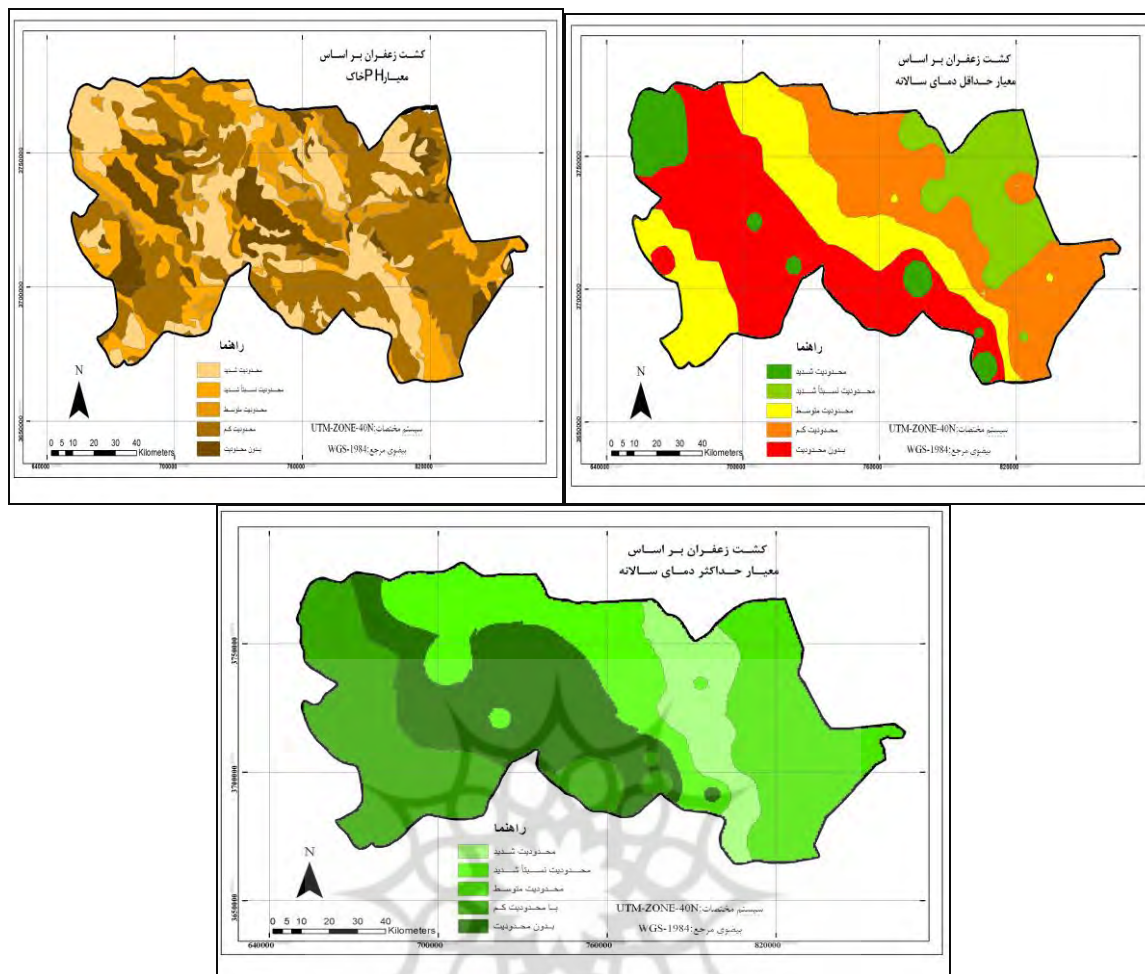 کشت زعفران بر اساس
معیار PH خاک
3750000
3700000
3650000
راهنما
محدودیت شدید
محدودیت نسبتاً شدید
محدودیت متوسط
محدودیت کم
بدون محدودیت
N
0 5 10 20 30 40
Kilometers
سیستم مختصات:UTM-ZONE-40N
بیضوی مرجع:WGS-1984
640000 700000 760000 820000
کشت زعفران بر اساس
معیار حداقل دمای سالانه
3750000
3700000
3650000
راهنما
محدودیت شدید
محدودیت نسبتاً شدید
محدودیت متوسط
محدودیت کم
بدون محدودیت
N
0 5 10 20 30 40
Kilometers
سیستم مختصات:UTM-ZONE-40N
بیضوی مرجع:WGS-1984
640000 700000 760000 820000
کشت زعفران بر اساس
معیار حداکثر دمای سالانه
3750000
3700000
3650000
راهنما
محدودیت شدید
محدودیت نسبتاً شدید
محدودیت متوسط
با محدودیت کم
بدون محدودیت
N
0 5 10 20 30 40
Kilometers
سیستم مختصات:UTM-ZONE-40N
بیضوی مرجع:WGS-1984
640000 700000 760000 820000